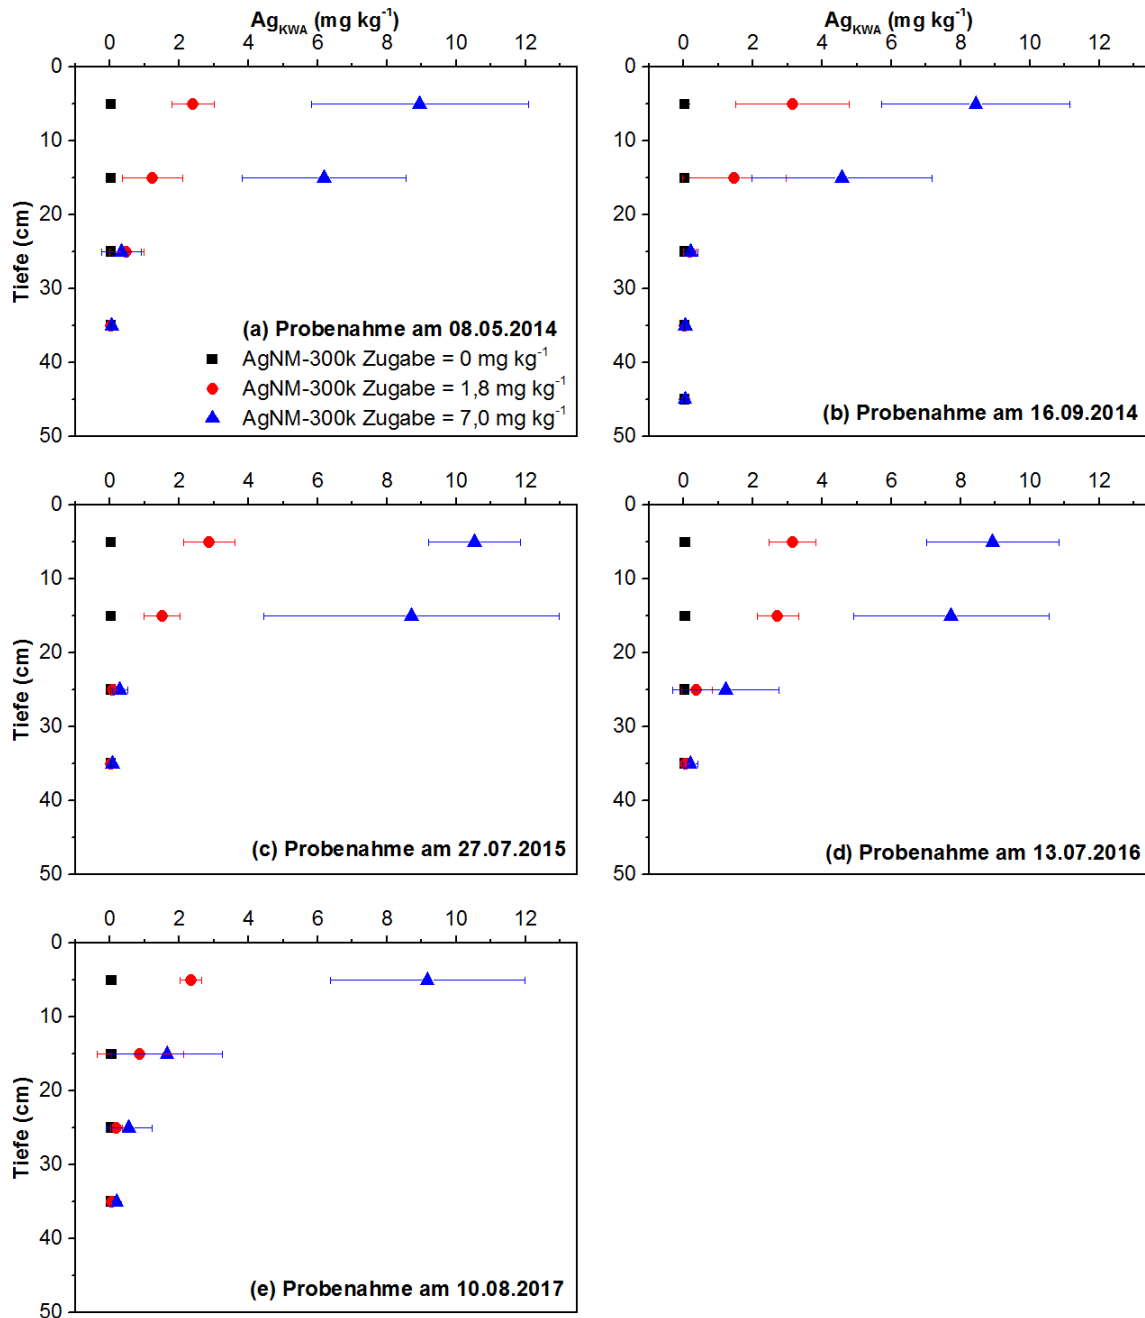 Ag_KWA (mg kg⁻¹)
0 2 4 6 8 10 12
Tiefe (cm)
0
10
20
30
40
50
(a) Probenahme am 08.05.2014
AgNM-300k Zugabe = 0 mg kg⁻¹
AgNM-300k Zugabe = 1,8 mg kg⁻¹
AgNM-300k Zugabe = 7,0 mg kg⁻¹
Ag_KWA (mg kg⁻¹)
0 2 4 6 8 10 12
0
10
20
30
40
50
(b) Probenahme am 16.09.2014
0 2 4 6 8 10 12
Tiefe (cm)
0
10
20
30
40
50
(c) Probenahme am 27.07.2015
0 2 4 6 8 10 12
0
10
20
30
40
50
(d) Probenahme am 13.07.2016
0 2 4 6 8 10 12
Tiefe (cm)
0
10
20
30
40
50
(e) Probenahme am 10.08.2017